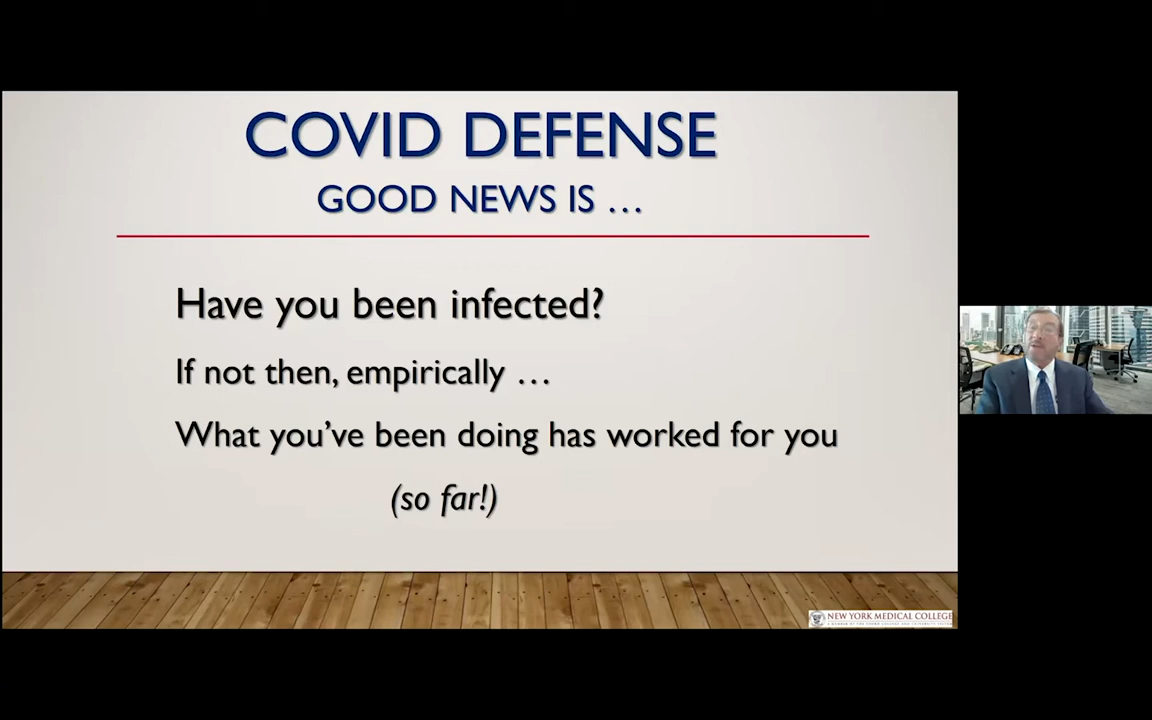 COVID DEFENSE
GOOD NEWS IS …
Have you been infected?
If not then, empirically …
What you’ve been doing has worked for you
(so far!)
NEW YORK MEDICAL COLLEGE